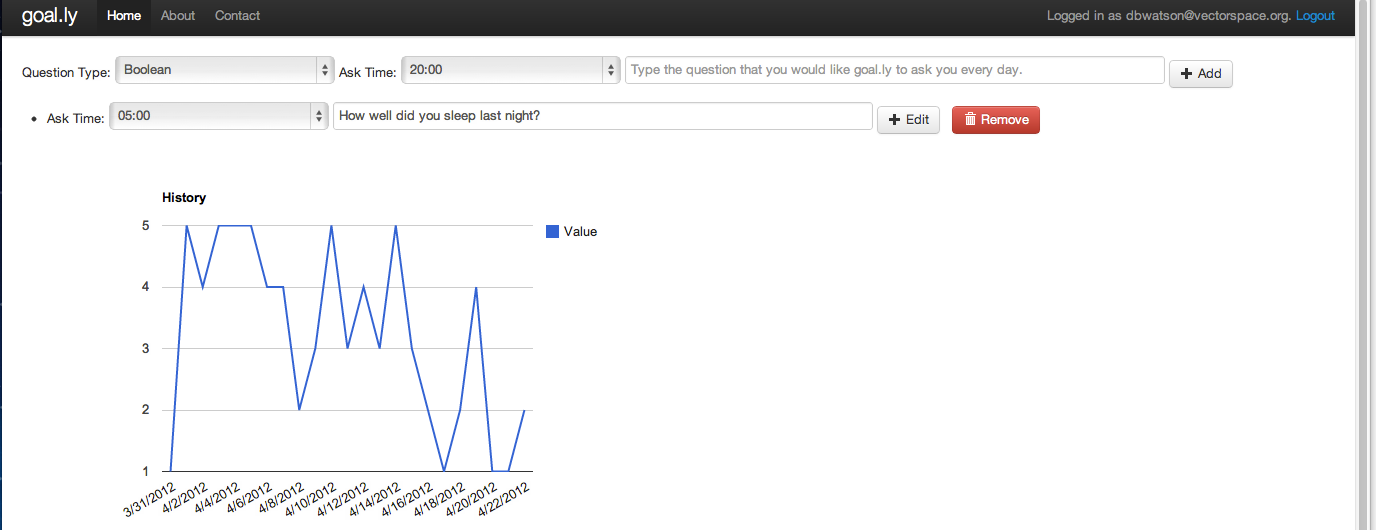 goal.ly Home About Contact Logged in as dbwatson@vectorspace.org. Logout
Question Type: Boolean Ask Time: 20:00 Type the question that you would like goal.ly to ask you every day. Add
Ask Time: 05:00 How well did you sleep last night? Edit Remove
History
5
Value
4
3
2
1
3/31/2012 4/2/2012 4/4/2012 4/6/2012 4/8/2012 4/10/2012 4/12/2012 4/14/2012 4/16/2012 4/18/2012 4/20/2012 4/22/2012